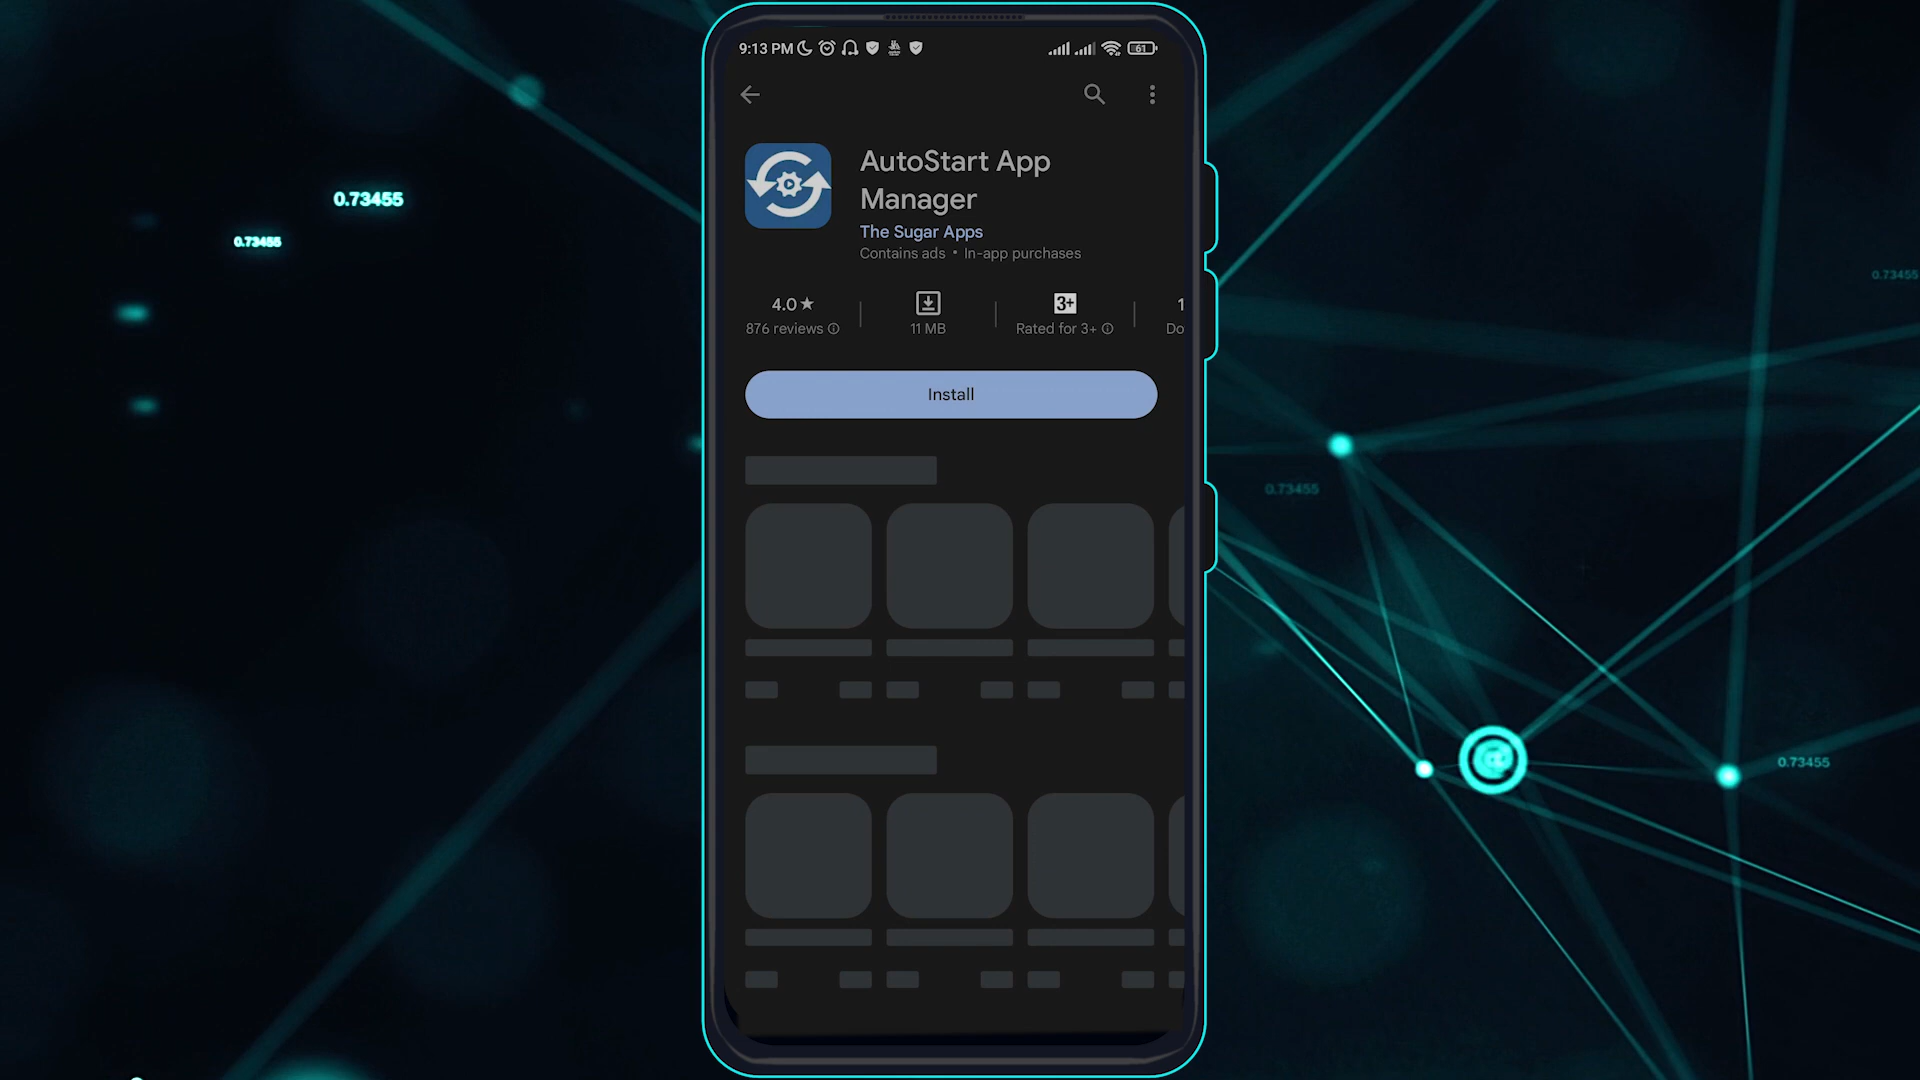 9:13 PM
61
AutoStart App
Manager
The Sugar Apps
Contains ads • In-app purchases
4.0★
3+
1
876 reviews
11 MB
Rated for 3+
Do
Install
0.73455
0.73455
0.73455
0.73455
0.73455